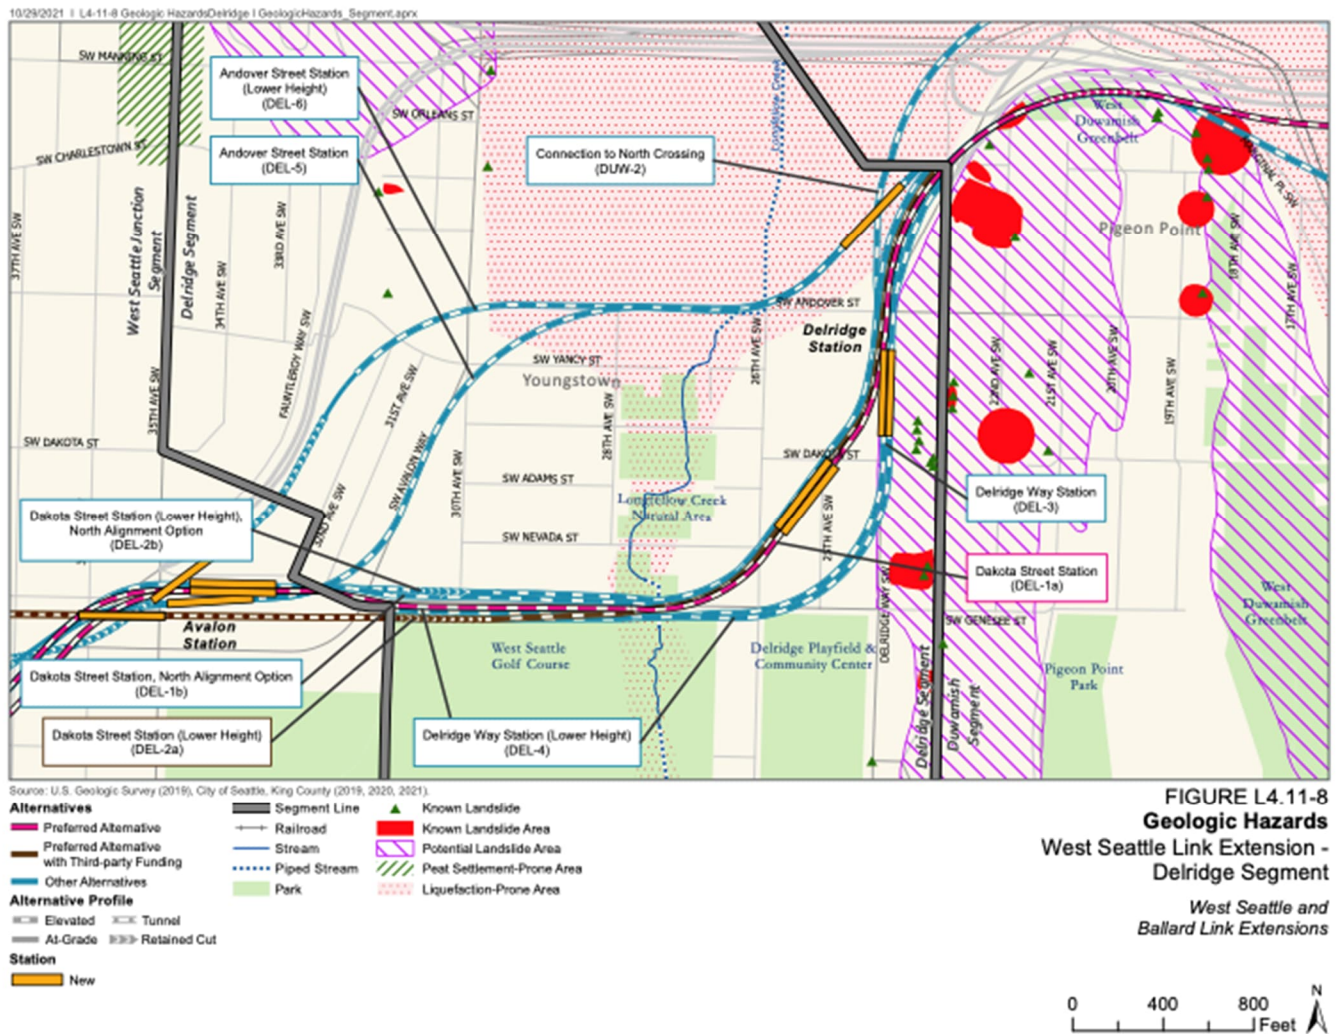 10/29/2021 | L4-11-8 Geologic HazardsDelridge I GeologicHazards_Segment.aprx
SW MANNING ST
Andover Street Station
(Lower Height)
(DEL-6)
SW ORLEANS ST
West
Duwamish
Greenbelt
SW CHARLESTOWN ST
Andover Street Station
(DEL-5)
Connection to North Crossing
(DUW-2)
Longfellow Creek
MARGINAL PL SW
37TH AVE SW
West Seattle Junction
Segment
Delridge Segment
34TH AVE SW
33RD AVE SW
Pigeon Point
18TH AVE SW
17TH AVE SW
SW ANDOVER ST
Delridge
Station
FAUNTLEROY WAY SW
35TH AVE SW
31ST AVE SW
SW YANCY ST
Youngstown
26TH AVE SW
28TH AVE SW
22ND AVE SW
21ST AVE SW
20TH AVE SW
19TH AVE SW
SW DAKOTA ST
SW AVALON WAY
30TH AVE SW
SW DAKOTA ST
SW ADAMS ST
Longfellow Creek
Natural Area
Delridge Way Station
(DEL-3)
Dakota Street Station (Lower Height),
North Alignment Option
(DEL-2b)
32ND AVE SW
SW NEVADA ST
25TH AVE SW
Dakota Street Station
(DEL-1a)
DELRIDGE WAY SW
West
Duwamish
Greenbelt
SW GENESEE ST
Avalon
Station
West Seattle
Golf Course
Delridge Playfield &
Community Center
Pigeon Point
Park
Dakota Street Station, North Alignment Option
(DEL-1b)
Delridge Segment
Duwamish
Segment
Dakota Street Station (Lower Height)
(DEL-2a)
Delridge Way Station (Lower Height)
(DEL-4)
Source: U.S. Geologic Survey (2019), City of Seattle, King County (2019, 2020, 2021).
Alternatives
Preferred Alternative
Preferred Alternative
with Third-party Funding
Other Alternatives
Alternative Profile
Elevated
Tunnel
At-Grade
Retained Cut
Station
New
Segment Line
Railroad
Stream
Piped Stream
Park
Known Landslide
Known Landslide Area
Potential Landslide Area
Peat Settlement-Prone Area
Liquefaction-Prone Area
FIGURE L4.11-8
Geologic Hazards
West Seattle Link Extension -
Delridge Segment
West Seattle and
Ballard Link Extensions
N
0 400 800
Feet